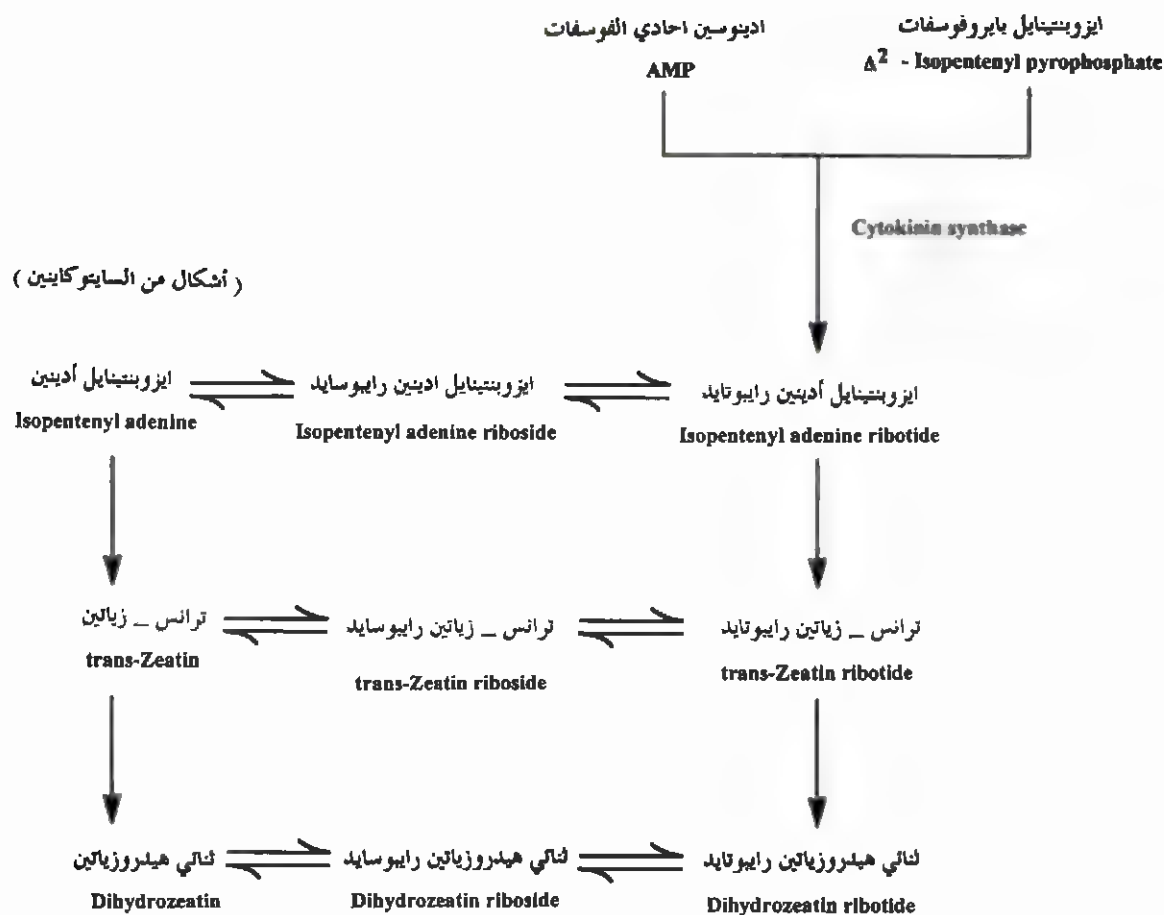 ادينوسين احادي الفوسفات
AMP
ايزوبنتينايل بايروفوسفات
Δ² - Isopentenyl pyrophosphate
Cytokinin synthase
( أشكال من السايتوكاينين )
ايزوبنتينايل أدينين
Isopentenyl adenine
ايزوبنتينايل ادينين رايبوسايد
Isopentenyl adenine riboside
ايزوبنتينايل أدينين رايبوتايد
Isopentenyl adenine ribotide
ترانس _ زياتين
trans-Zeatin
ترانس _ زياتين رايبوسايد
trans-Zeatin riboside
ترانس _ زياتين رايبوتايد
trans-Zeatin ribotide
ثنائي هيدروزياتين
Dihydrozeatin
ثنائي هيدروزياتين رايبوسايد
Dihydrozeatin riboside
ثنائي هيدروزياتين رايبوتايد
Dihydrozeatin ribotide